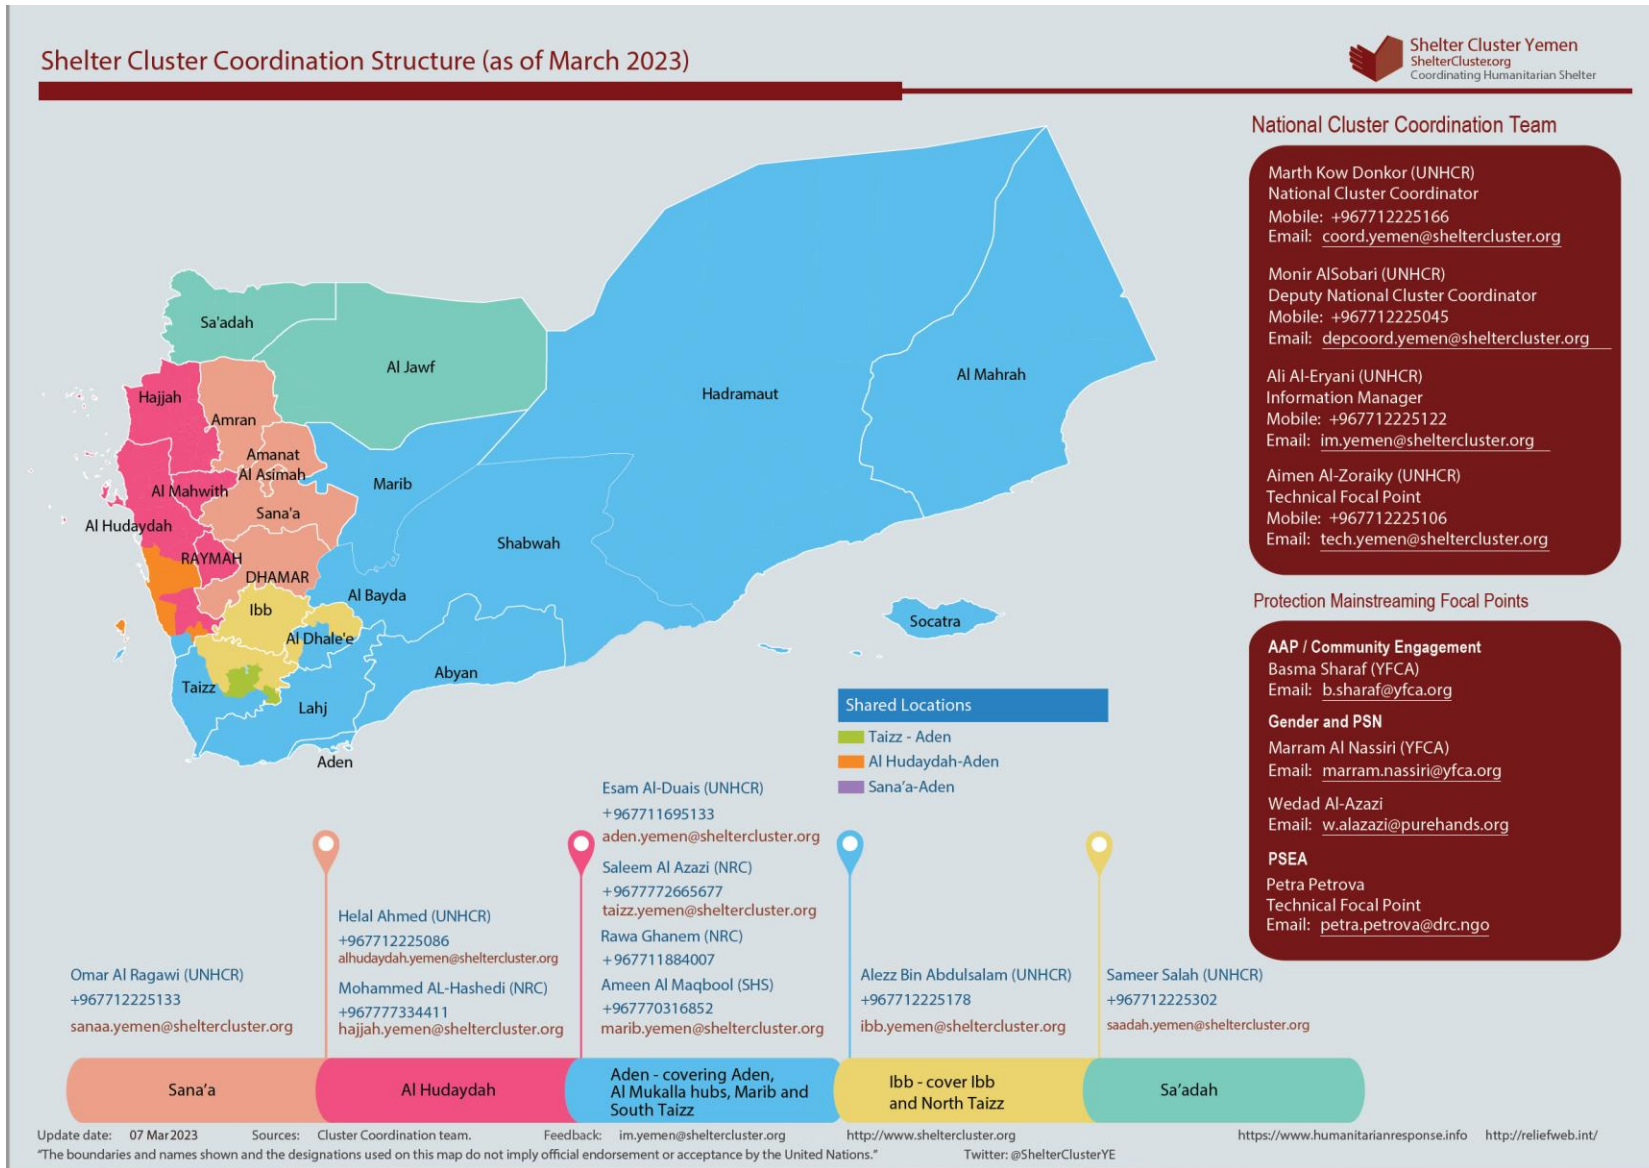 Shelter Cluster Coordination Structure (as of March 2023)
Shelter Cluster Yemen
ShelterCluster.org
Coordinating Humanitarian Shelter
National Cluster Coordination Team
Marth Kow Donkor (UNHCR)
National Cluster Coordinator
Mobile: +967712225166
Email: coord.yemen@sheltercluster.org
Monir AlSobari (UNHCR)
Deputy National Cluster Coordinator
Mobile: +967712225045
Email: depcoord.yemen@sheltercluster.org
Ali Al-Eryani (UNHCR)
Information Manager
Mobile: +967712225122
Email: im.yemen@sheltercluster.org
Aimen Al-Zoraiky (UNHCR)
Technical Focal Point
Mobile: +967712225106
Email: tech.yemen@sheltercluster.org
Protection Mainstreaming Focal Points
AAP / Community Engagement
Basma Sharaf (YFCA)
Email: b.sharaf@yfca.org
Gender and PSN
Marram Al Nassiri (YFCA)
Email: marram.nassiri@yfca.org
Wedad Al-Azazi
Email: w.alazazi@purehands.org
PSEA
Petra Petrova
Technical Focal Point
Email: petra.petrova@drc.ngo
Sa'adah
Al Jawf
Hajjah
Amran
Amanat
Al Asimah
Al Mahwith
Sana'a
Al Hudaydah
RAYMAH
DHAMAR
Ibb
Al Dhale'e
Al Bayda
Marib
Shabwah
Hadramaut
Al Mahrah
Socatra
Abyan
Taizz
Lahj
Aden
Shared Locations
Taizz - Aden
Al Hudaydah-Aden
Sana'a-Aden
Omar Al Ragawi (UNHCR)
+967712225133
sanaa.yemen@sheltercluster.org
Helal Ahmed (UNHCR)
+967712225086
alhudaydah.yemen@sheltercluster.org
Mohammed AL-Hashedi (NRC)
+967777334411
hajjah.yemen@sheltercluster.org
Esam Al-Duais (UNHCR)
+967711695133
aden.yemen@sheltercluster.org
Saleem Al Azazi (NRC)
+9677772665677
taizz.yemen@sheltercluster.org
Rawa Ghanem (NRC)
+967711884007
Ameen Al Maqbool (SHS)
+967770316852
marib.yemen@sheltercluster.org
Alezz Bin Abdulsalam (UNHCR)
+967712225178
ibb.yemen@sheltercluster.org
Sameer Salah (UNHCR)
+967712225302
saadah.yemen@sheltercluster.org
Sana'a
Al Hudaydah
Aden - covering Aden,
Al Mukalla hubs, Marib and
South Taizz
Ibb - cover Ibb
and North Taizz
Sa'adah
Update date: 07 Mar2023 Sources: Cluster Coordination team. Feedback: im.yemen@sheltercluster.org http://www.sheltercluster.org https://www.humanitarianresponse.info http://reliefweb.int/
"The boundaries and names shown and the designations used on this map do not imply official endorsement or acceptance by the United Nations." Twitter: @ShelterClusterYE